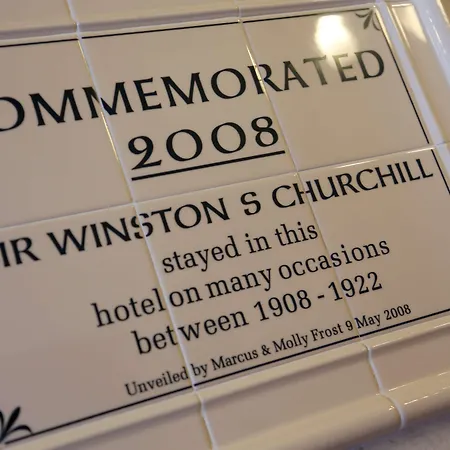 OMMEMORATED
2008
IR WINSTON S CHURCHILL
stayed in this
hotel on many occasions
between 1908 - 1922
Unveiled by Marcus & Molly Frost 9 May 2008